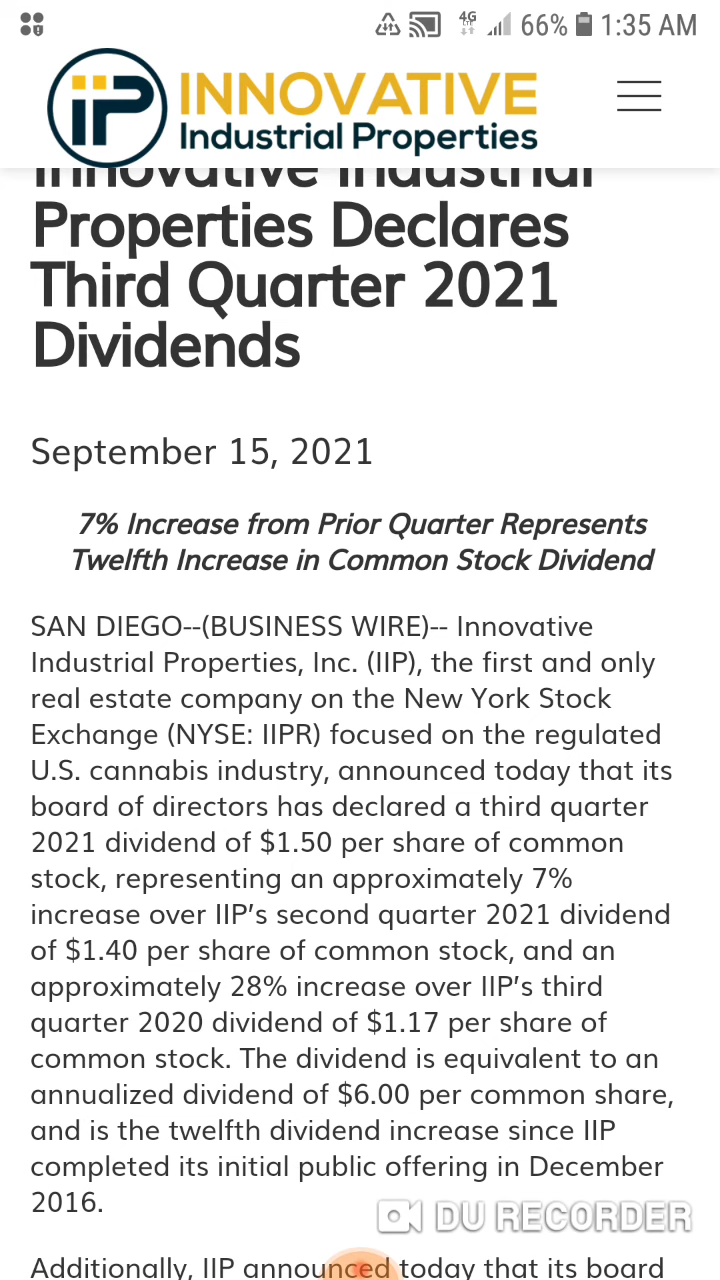 4G 66% 1:35 AM
iiP INNOVATIVE
Industrial Properties
Innovative Industrial
Properties Declares
Third Quarter 2021
Dividends
September 15, 2021
7% Increase from Prior Quarter Represents
Twelfth Increase in Common Stock Dividend
SAN DIEGO--(BUSINESS WIRE)-- Innovative
Industrial Properties, Inc. (IIP), the first and only
real estate company on the New York Stock
Exchange (NYSE: IIPR) focused on the regulated
U.S. cannabis industry, announced today that its
board of directors has declared a third quarter
2021 dividend of $1.50 per share of common
stock, representing an approximately 7%
increase over IIP’s second quarter 2021 dividend
of $1.40 per share of common stock, and an
approximately 28% increase over IIP’s third
quarter 2020 dividend of $1.17 per share of
common stock. The dividend is equivalent to an
annualized dividend of $6.00 per common share,
and is the twelfth dividend increase since IIP
completed its initial public offering in December
2016.
DU RECORDER
Additionally, IIP announced today that its board